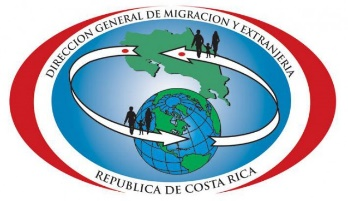 DIRECCION GENERAL DE MIGRACION Y EXTRANJERIA
REPUBLICA DE COSTA RICA